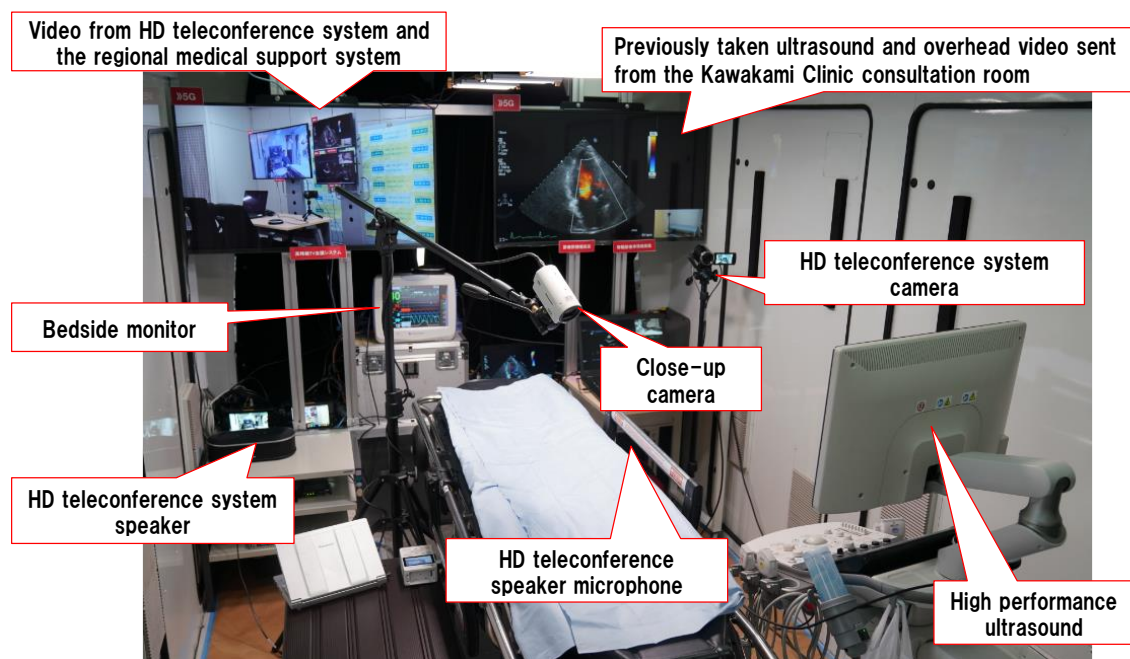 Video from HD teleconference system and
the regional medical support system
Previously taken ultrasound and overhead video sent
from the Kawakami Clinic consultation room
5G
5G
HD teleconference system
camera
Bedside monitor
Close-up
camera
HD teleconference system
speaker
HD teleconference
speaker microphone
High performance
ultrasound